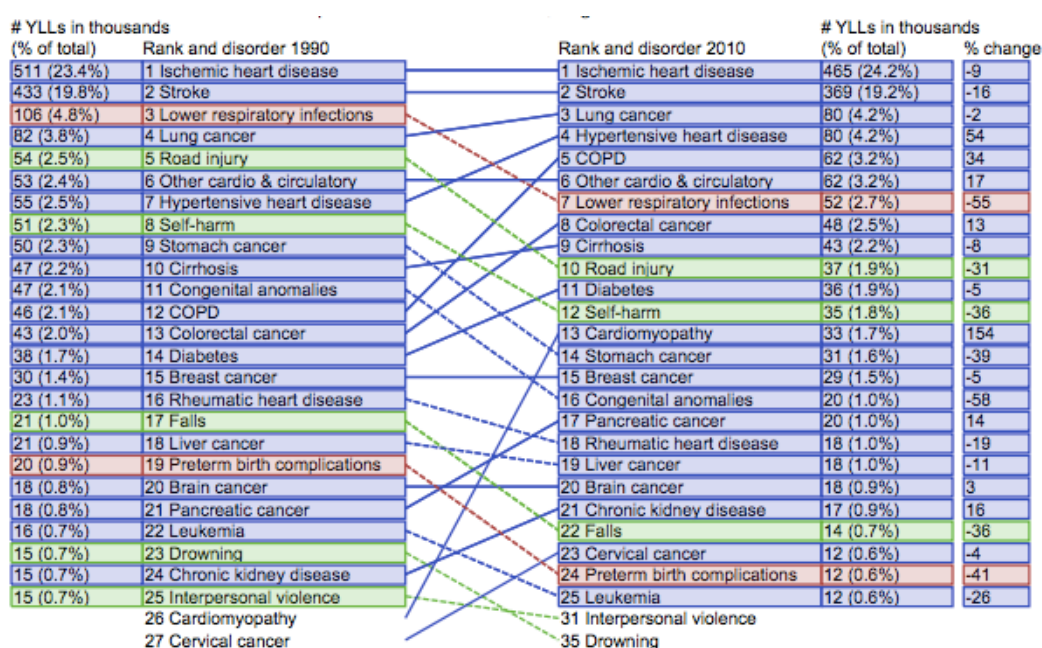 # YLLs in thousands # YLLs in thousands
(% of total) Rank and disorder 1990 Rank and disorder 2010 (% of total) % change
511 (23.4%) 1 Ischemic heart disease 1 Ischemic heart disease 465 (24.2%) -9
433 (19.8%) 2 Stroke 2 Stroke 369 (19.2%) -16
106 (4.8%) 3 Lower respiratory infections 3 Lung cancer 80 (4.2%) -2
82 (3.8%) 4 Lung cancer 4 Hypertensive heart disease 80 (4.2%) 54
54 (2.5%) 5 Road injury 5 COPD 62 (3.2%) 34
53 (2.4%) 6 Other cardio & circulatory 6 Other cardio & circulatory 62 (3.2%) 17
55 (2.5%) 7 Hypertensive heart disease 7 Lower respiratory infections 52 (2.7%) -55
51 (2.3%) 8 Self-harm 8 Colorectal cancer 48 (2.5%) 13
50 (2.3%) 9 Stomach cancer 9 Cirrhosis 43 (2.2%) -8
47 (2.2%) 10 Cirrhosis 10 Road injury 37 (1.9%) -31
47 (2.1%) 11 Congenital anomalies 11 Diabetes 36 (1.9%) -5
46 (2.1%) 12 COPD 12 Self-harm 35 (1.8%) -36
43 (2.0%) 13 Colorectal cancer 13 Cardiomyopathy 33 (1.7%) 154
38 (1.7%) 14 Diabetes 14 Stomach cancer 31 (1.6%) -39
30 (1.4%) 15 Breast cancer 15 Breast cancer 29 (1.5%) -5
23 (1.1%) 16 Rheumatic heart disease 16 Congenital anomalies 20 (1.0%) -58
21 (1.0%) 17 Falls 17 Pancreatic cancer 20 (1.0%) 14
21 (0.9%) 18 Liver cancer 18 Rheumatic heart disease 18 (1.0%) -19
20 (0.9%) 19 Preterm birth complications 19 Liver cancer 18 (1.0%) -11
18 (0.8%) 20 Brain cancer 20 Brain cancer 18 (0.9%) 3
18 (0.8%) 21 Pancreatic cancer 21 Chronic kidney disease 17 (0.9%) 16
16 (0.7%) 22 Leukemia 22 Falls 14 (0.7%) -36
15 (0.7%) 23 Drowning 23 Cervical cancer 12 (0.6%) -4
15 (0.7%) 24 Chronic kidney disease 24 Preterm birth complications 12 (0.6%) -41
15 (0.7%) 25 Interpersonal violence 25 Leukemia 12 (0.6%) -26
26 Cardiomyopathy 31 Interpersonal violence
27 Cervical cancer 35 Drowning